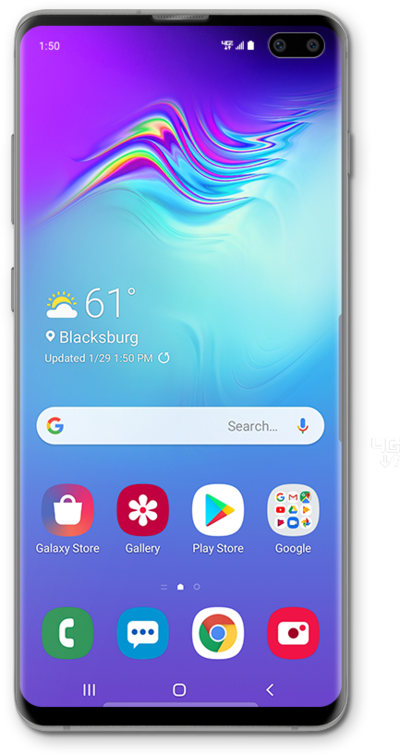 1:50
61°
Blacksburg
Updated 1/29 1:50 PM
Search...
Galaxy Store
Gallery
Play Store
Google